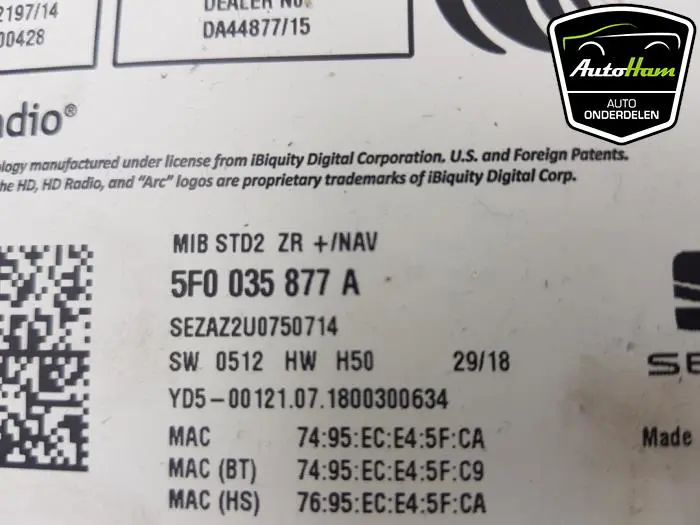 2197/14
00428
DEALER No.
DA44877/15
AutoHam
AUTO
ONDERDELEN
adio®
ology manufactured under license from iBiquity Digital Corporation. U.S. and Foreign Patents.
he HD, HD Radio, and “Arc” logos are proprietary trademarks of iBiquity Digital Corp.
MIB STD2 ZR +/NAV
5F0 035 877 A
SEZAZ2U0750714
SW 0512 HW H50 29/18
YD5-00121.07.1800300634
MAC 74:95:EC:E4:5F:CA
MAC (BT) 74:95:EC:E4:5F:C9
MAC (HS) 76:95:EC:E4:5F:CA
SE
Made